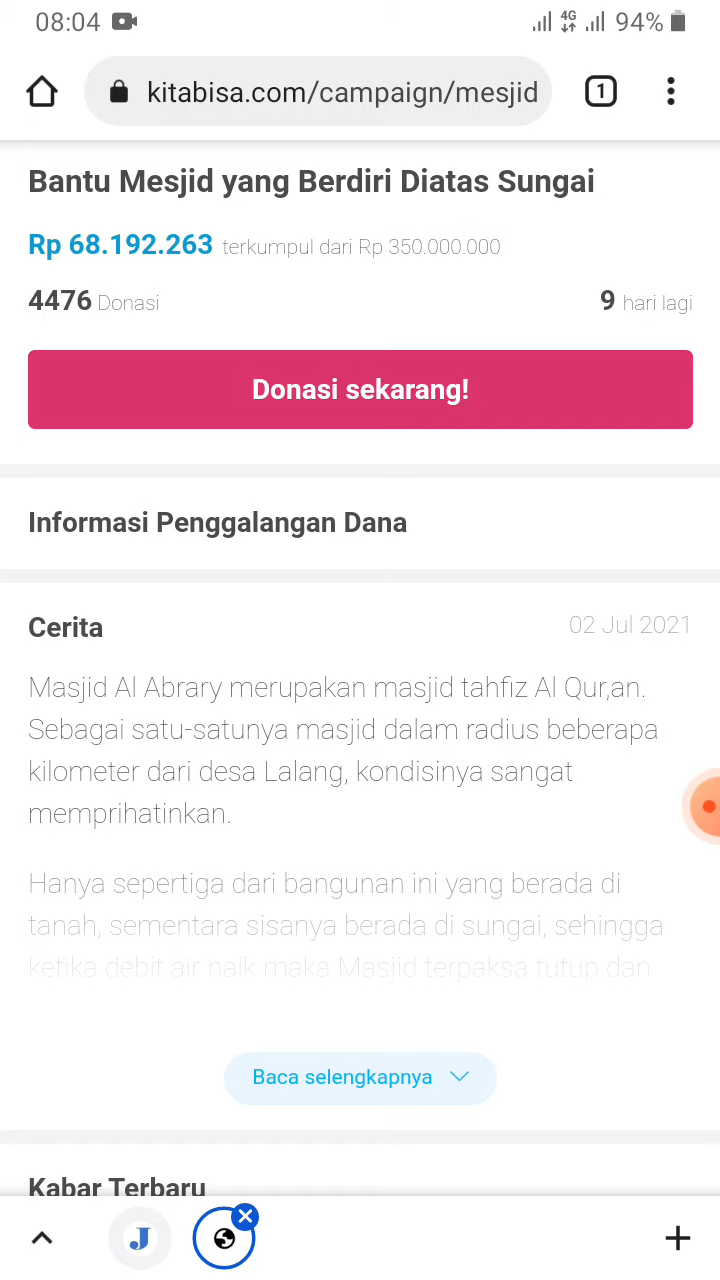 08:04 4G 94%
kitabisa.com/campaign/mesjid 1
Bantu Mesjid yang Berdiri Diatas Sungai
Rp 68.192.263 terkumpul dari Rp 350.000.000
4476 Donasi 9 hari lagi
Donasi sekarang!
Informasi Penggalangan Dana
Cerita 02 Jul 2021
Masjid Al Abrary merupakan masjid tahfiz Al Qur,an.
Sebagai satu-satunya masjid dalam radius beberapa
kilometer dari desa Lalang, kondisinya sangat
memprihatinkan.
Hanya sepertiga dari bangunan ini yang berada di
tanah, sementara sisanya berada di sungai, sehingga
ketika debit air naik maka Masjid terpaksa tutup dan
Baca selengkapnya
Kabar Terbaru
J